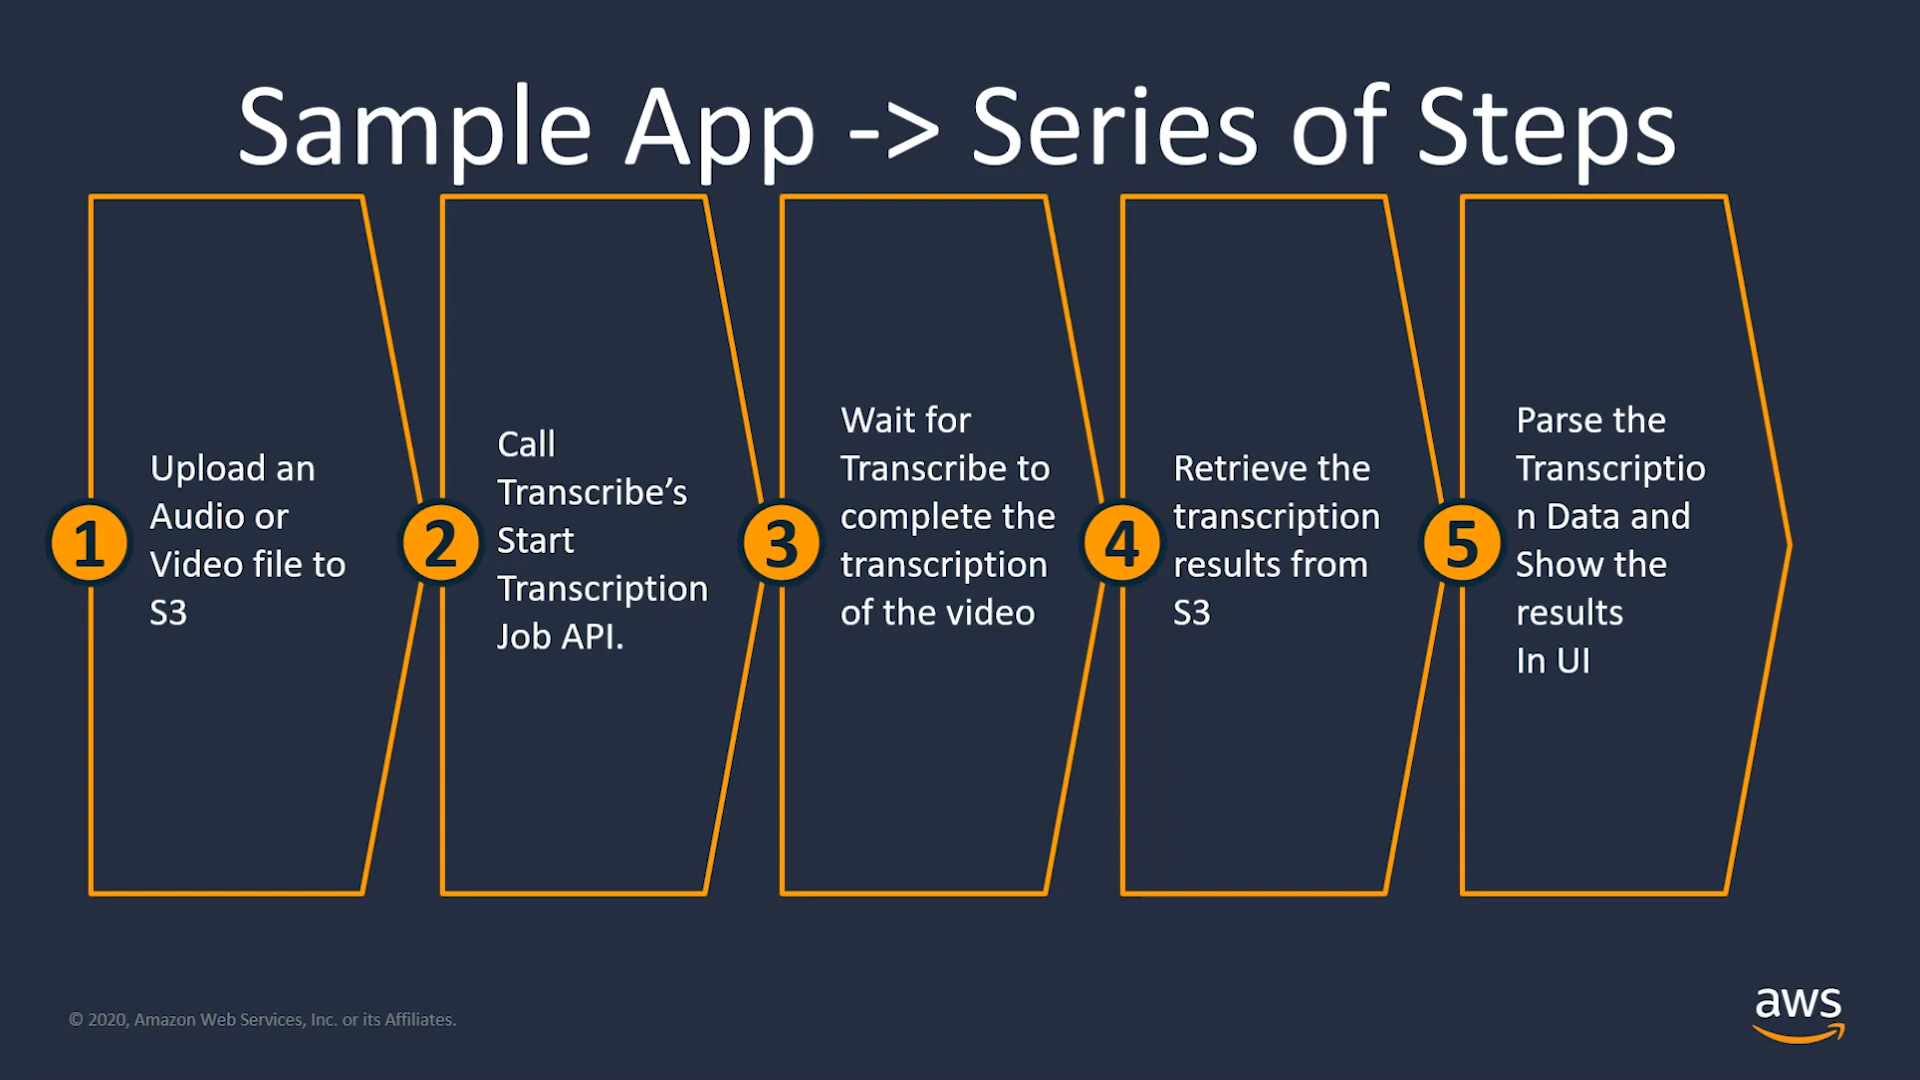 Sample App -> Series of Steps
1
Upload an
Audio or
Video file to
S3
2
Call
Transcribe’s
Start
Transcription
Job API.
3
Wait for
Transcribe to
complete the
transcription
of the video
4
Retrieve the
transcription
results from
S3
5
Parse the
Transcriptio
n Data and
Show the
results
In UI
© 2020, Amazon Web Services, Inc. or its Affiliates.
aws